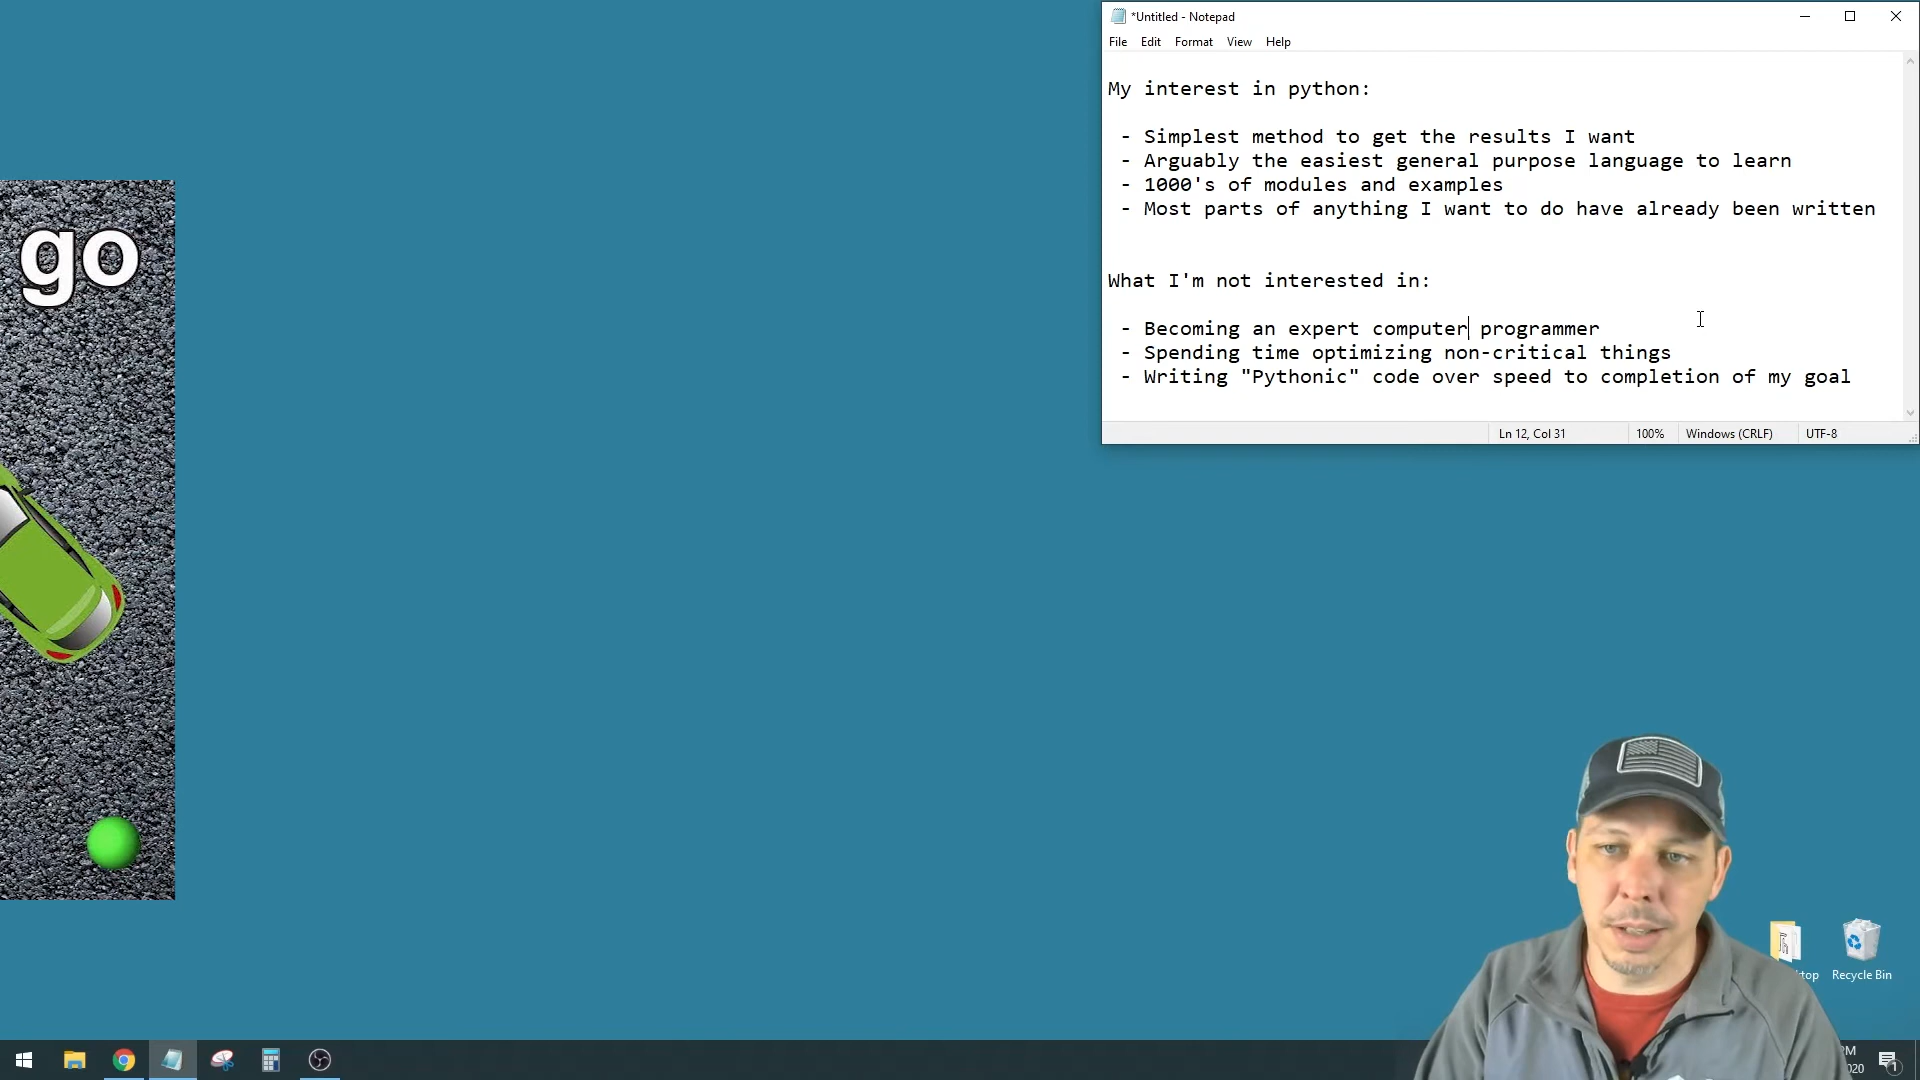 *Untitled - Notepad
File Edit Format View Help
My interest in python:
- Simplest method to get the results I want
- Arguably the easiest general purpose language to learn
- 1000's of modules and examples
- Most parts of anything I want to do have already been written
What I'm not interested in:
- Becoming an expert computer programmer
- Spending time optimizing non-critical things
- Writing "Pythonic" code over speed to completion of my goal
Ln 12, Col 31 100% Windows (CRLF) UTF-8
go
Recycle Bin
1